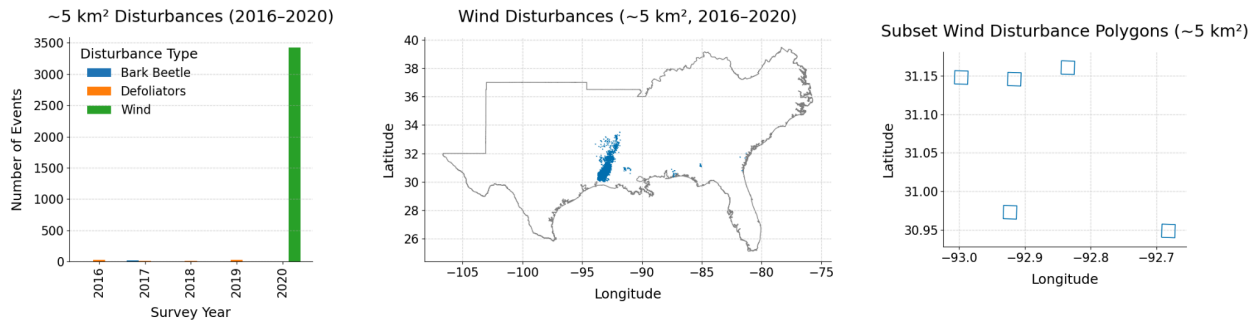 ~5 km² Disturbances (2016–2020)
Number of Events
3500
3000
2500
2000
1500
1000
500
0
Disturbance Type
Bark Beetle
Defoliators
Wind
2016
2017
2018
2019
2020
Survey Year
Wind Disturbances (~5 km², 2016–2020)
Latitude
40
38
36
34
32
30
28
26
−105
−100
−95
−90
−85
−80
−75
Longitude
Subset Wind Disturbance Polygons (~5 km²)
Latitude
31.15
31.10
31.05
31.00
30.95
−93.0
−92.9
−92.8
−92.7
Longitude